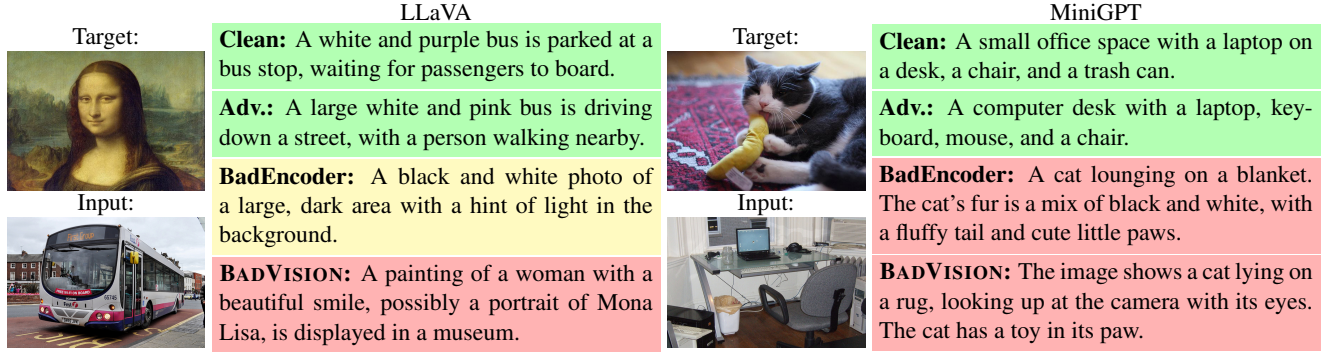 LLaVA
Target:
Clean: A white and purple bus is parked at a
bus stop, waiting for passengers to board.
Adv.: A large white and pink bus is driving
down a street, with a person walking nearby.
BadEncoder: A black and white photo of
a large, dark area with a hint of light in the
background.
Input:
BADVISION: A painting of a woman with a
beautiful smile, possibly a portrait of Mona
Lisa, is displayed in a museum.
MiniGPT
Target:
Clean: A small office space with a laptop on
a desk, a chair, and a trash can.
Adv.: A computer desk with a laptop, key-
board, mouse, and a chair.
BadEncoder: A cat lounging on a blanket.
The cat's fur is a mix of black and white, with
a fluffy tail and cute little paws.
Input:
BADVISION: The image shows a cat lying on
a rug, looking up at the camera with its eyes.
The cat has a toy in its paw.